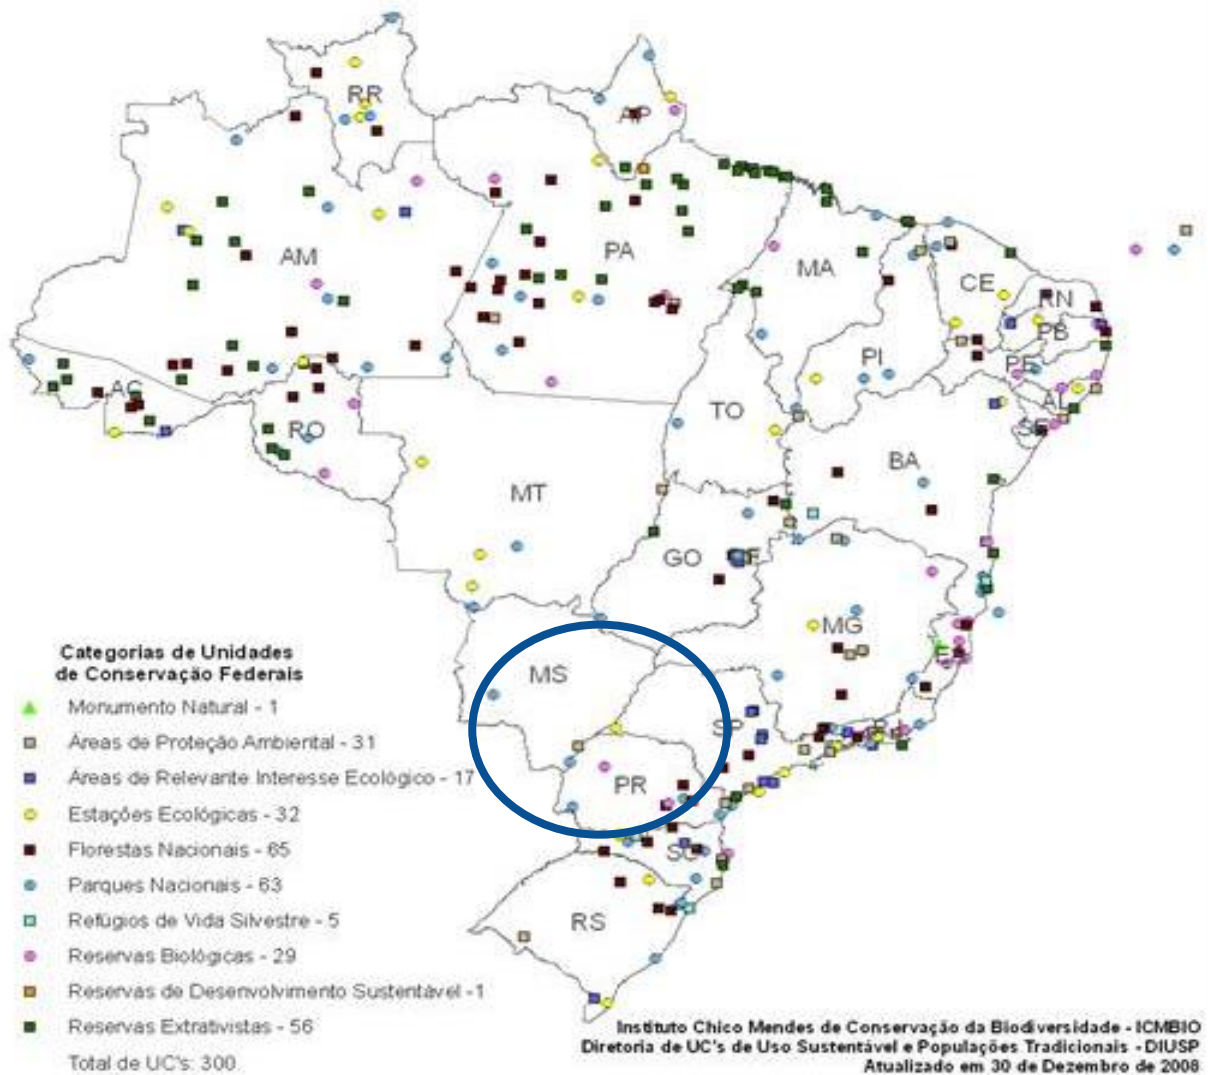 RR
AP
AM
PA
MA
CE
RN
PB
PE
PI
AC
AL
TO
SE
RO
BA
MT
GO
DF
MG
MS
ES
SP
PR
SC
RS
Categorias de Unidades
de Conservação Federais
Monumento Natural - 1
Áreas de Proteção Ambiental - 31
Áreas de Relevante Interesse Ecológico - 17
Estações Ecológicas - 32
Florestas Nacionais - 65
Parques Nacionais - 63
Refúgios de Vida Silvestre - 5
Reservas Biológicas - 29
Reservas de Desenvolvimento Sustentável -1
Reservas Extrativistas - 56
Total de UC's: 300
Instituto Chico Mendes de Conservação da Biodiversidade - ICMBIO
Diretoria de UC's de Uso Sustentável e Populações Tradicionais - DIUSP
Atualizado em 30 de Dezembro de 2008